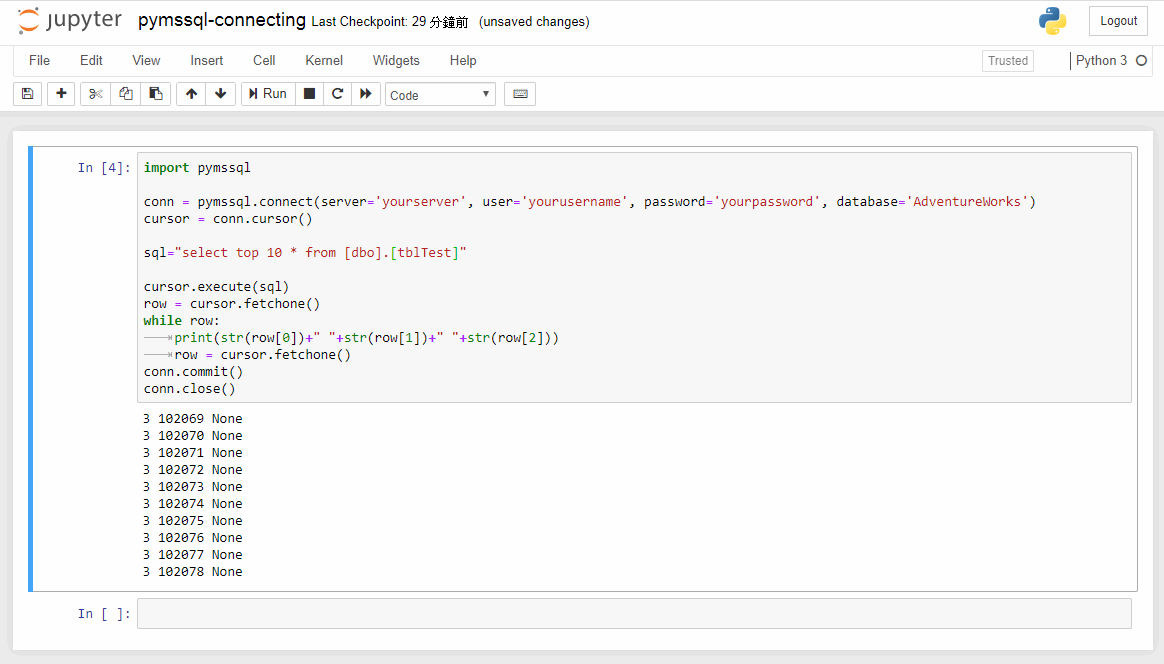 jupyter pymssql-connecting Last Checkpoint: 29 分鐘前 (unsaved changes) Logout
File Edit View Insert Cell Kernel Widgets Help Trusted Python 3
Run Code
In [4]: import pymssql
conn = pymssql.connect(server='yourserver', user='yourusername', password='yourpassword', database='AdventureWorks')
cursor = conn.cursor()
sql="select top 10 * from [dbo].[tblTest]"
cursor.execute(sql)
row = cursor.fetchone()
while row:
print(str(row[0])+" "+str(row[1])+" "+str(row[2]))
row = cursor.fetchone()
conn.commit()
conn.close()
3 102069 None
3 102070 None
3 102071 None
3 102072 None
3 102073 None
3 102074 None
3 102075 None
3 102076 None
3 102077 None
3 102078 None
In [ ]: